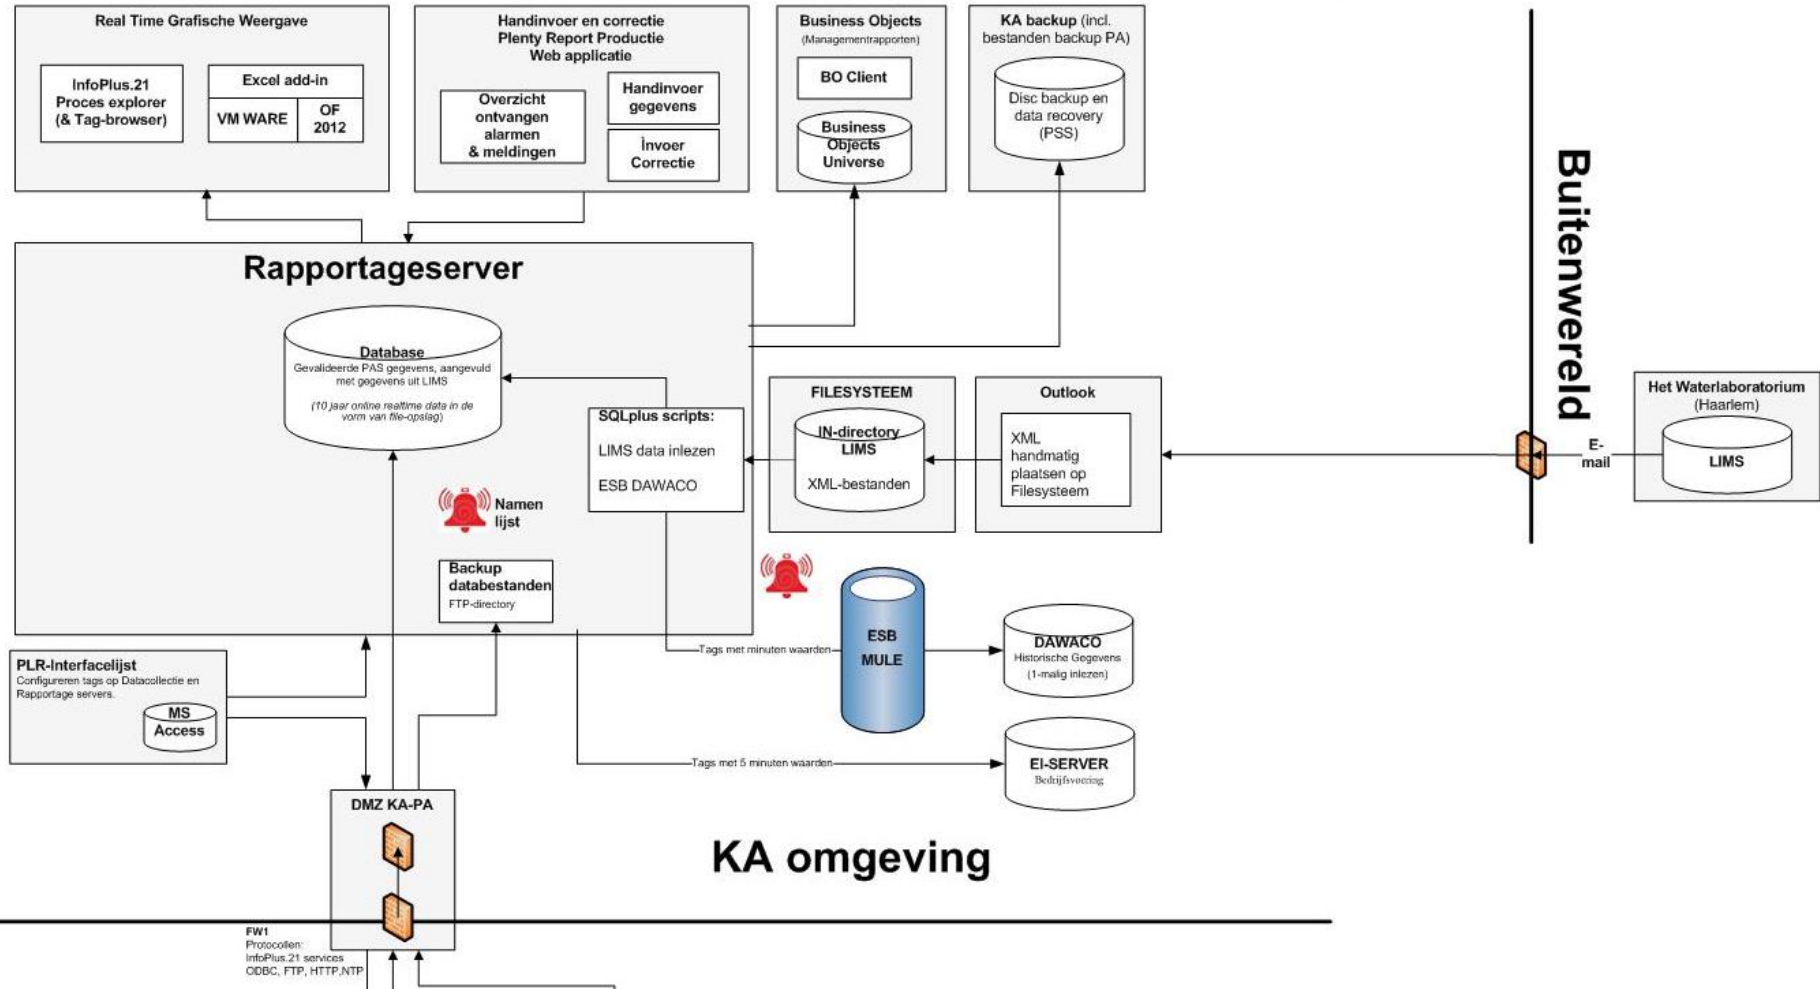 Real Time Grafische Weergave
InfoPlus.21
Proces explorer
(& Tag-browser)
Excel add-in
VM WARE
OF
2012
Handinvoer en correctie
Plenty Report Productie
Web applicatie
Overzicht
ontvangen
alarmen
& meldingen
Handinvoer
gegevens
Ìnvoer
Correctie
Business Objects
(Managementrapporten)
BO Client
Business
Objects
Universe
KA backup (incl.
bestanden backup PA)
Disc backup en
data recovery
(PSS)
Buitenwereld
Rapportageserver
Database
Gevalideerde PAS gegevens, aangevuld
met gegevens uit LIMS
(10 jaar online realtime data in de
vorm van file-opslag)
SQLplus scripts:
LIMS data inlezen
ESB DAWACO
FILESYSTEEM
IN-directory
LIMS
XML-bestanden
Outlook
XML
handmatig
plaatsen op
Filesysteem
E-
mail
Het Waterlaboratorium
(Haarlem)
LIMS
Namen
lijst
Backup
databestanden
FTP-directory
ESB
MULE
Tags met minuten waarden
DAWACO
Historische Gegevens
(1-malig inlezen)
PLR-Interfacelijst
Configureren tags op Datacollectie en
Rapportage servers.
MS
Access
Tags met 5 minuten waarden
EI-SERVER
Bedrijfsvoering
DMZ KA-PA
KA omgeving
FW1
Protocollen:
InfoPlus.21 services
ODBC, FTP, HTTP,NTP